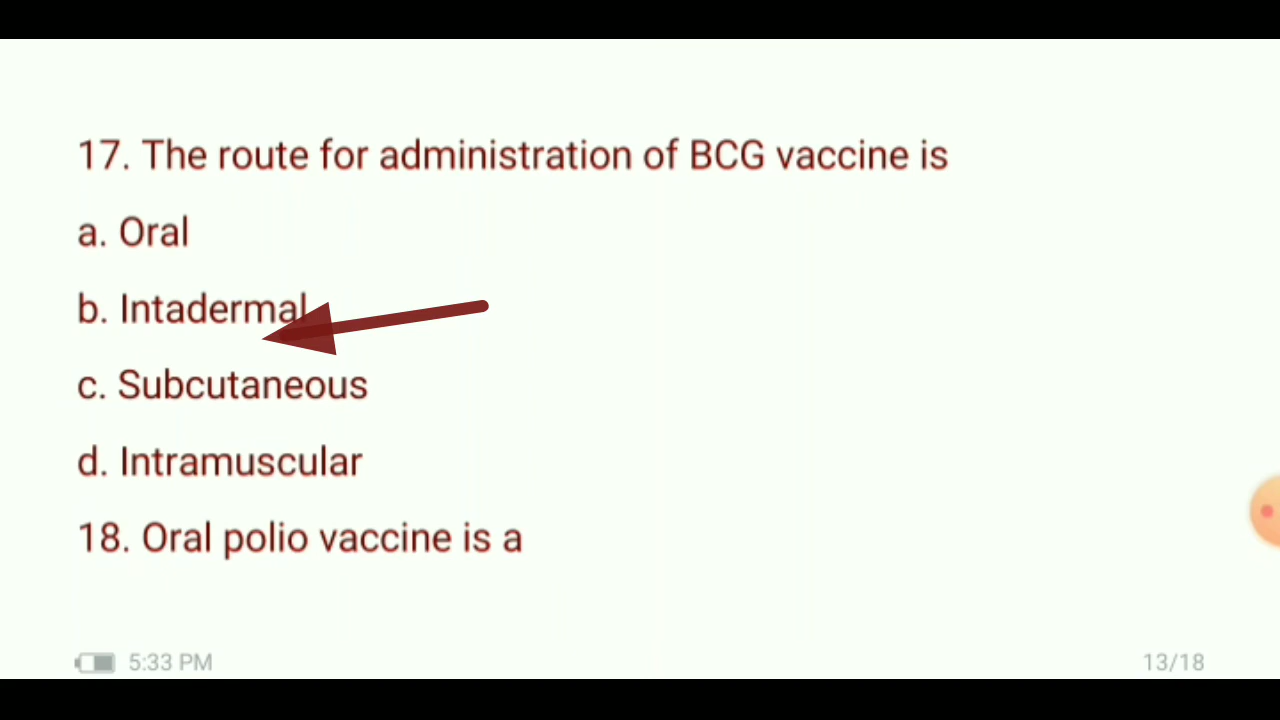 17. The route for administration of BCG vaccine is
a. Oral
b. Intadermal
c. Subcutaneous
d. Intramuscular
18. Oral polio vaccine is a
5:33 PM
13/18